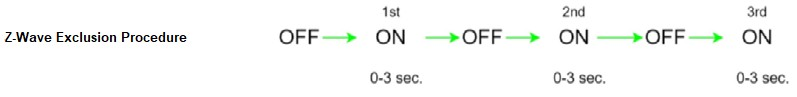 1st 2nd 3rd
Z-Wave Exclusion Procedure OFF ON OFF ON OFF ON
0-3 sec. 0-3 sec. 0-3 sec.